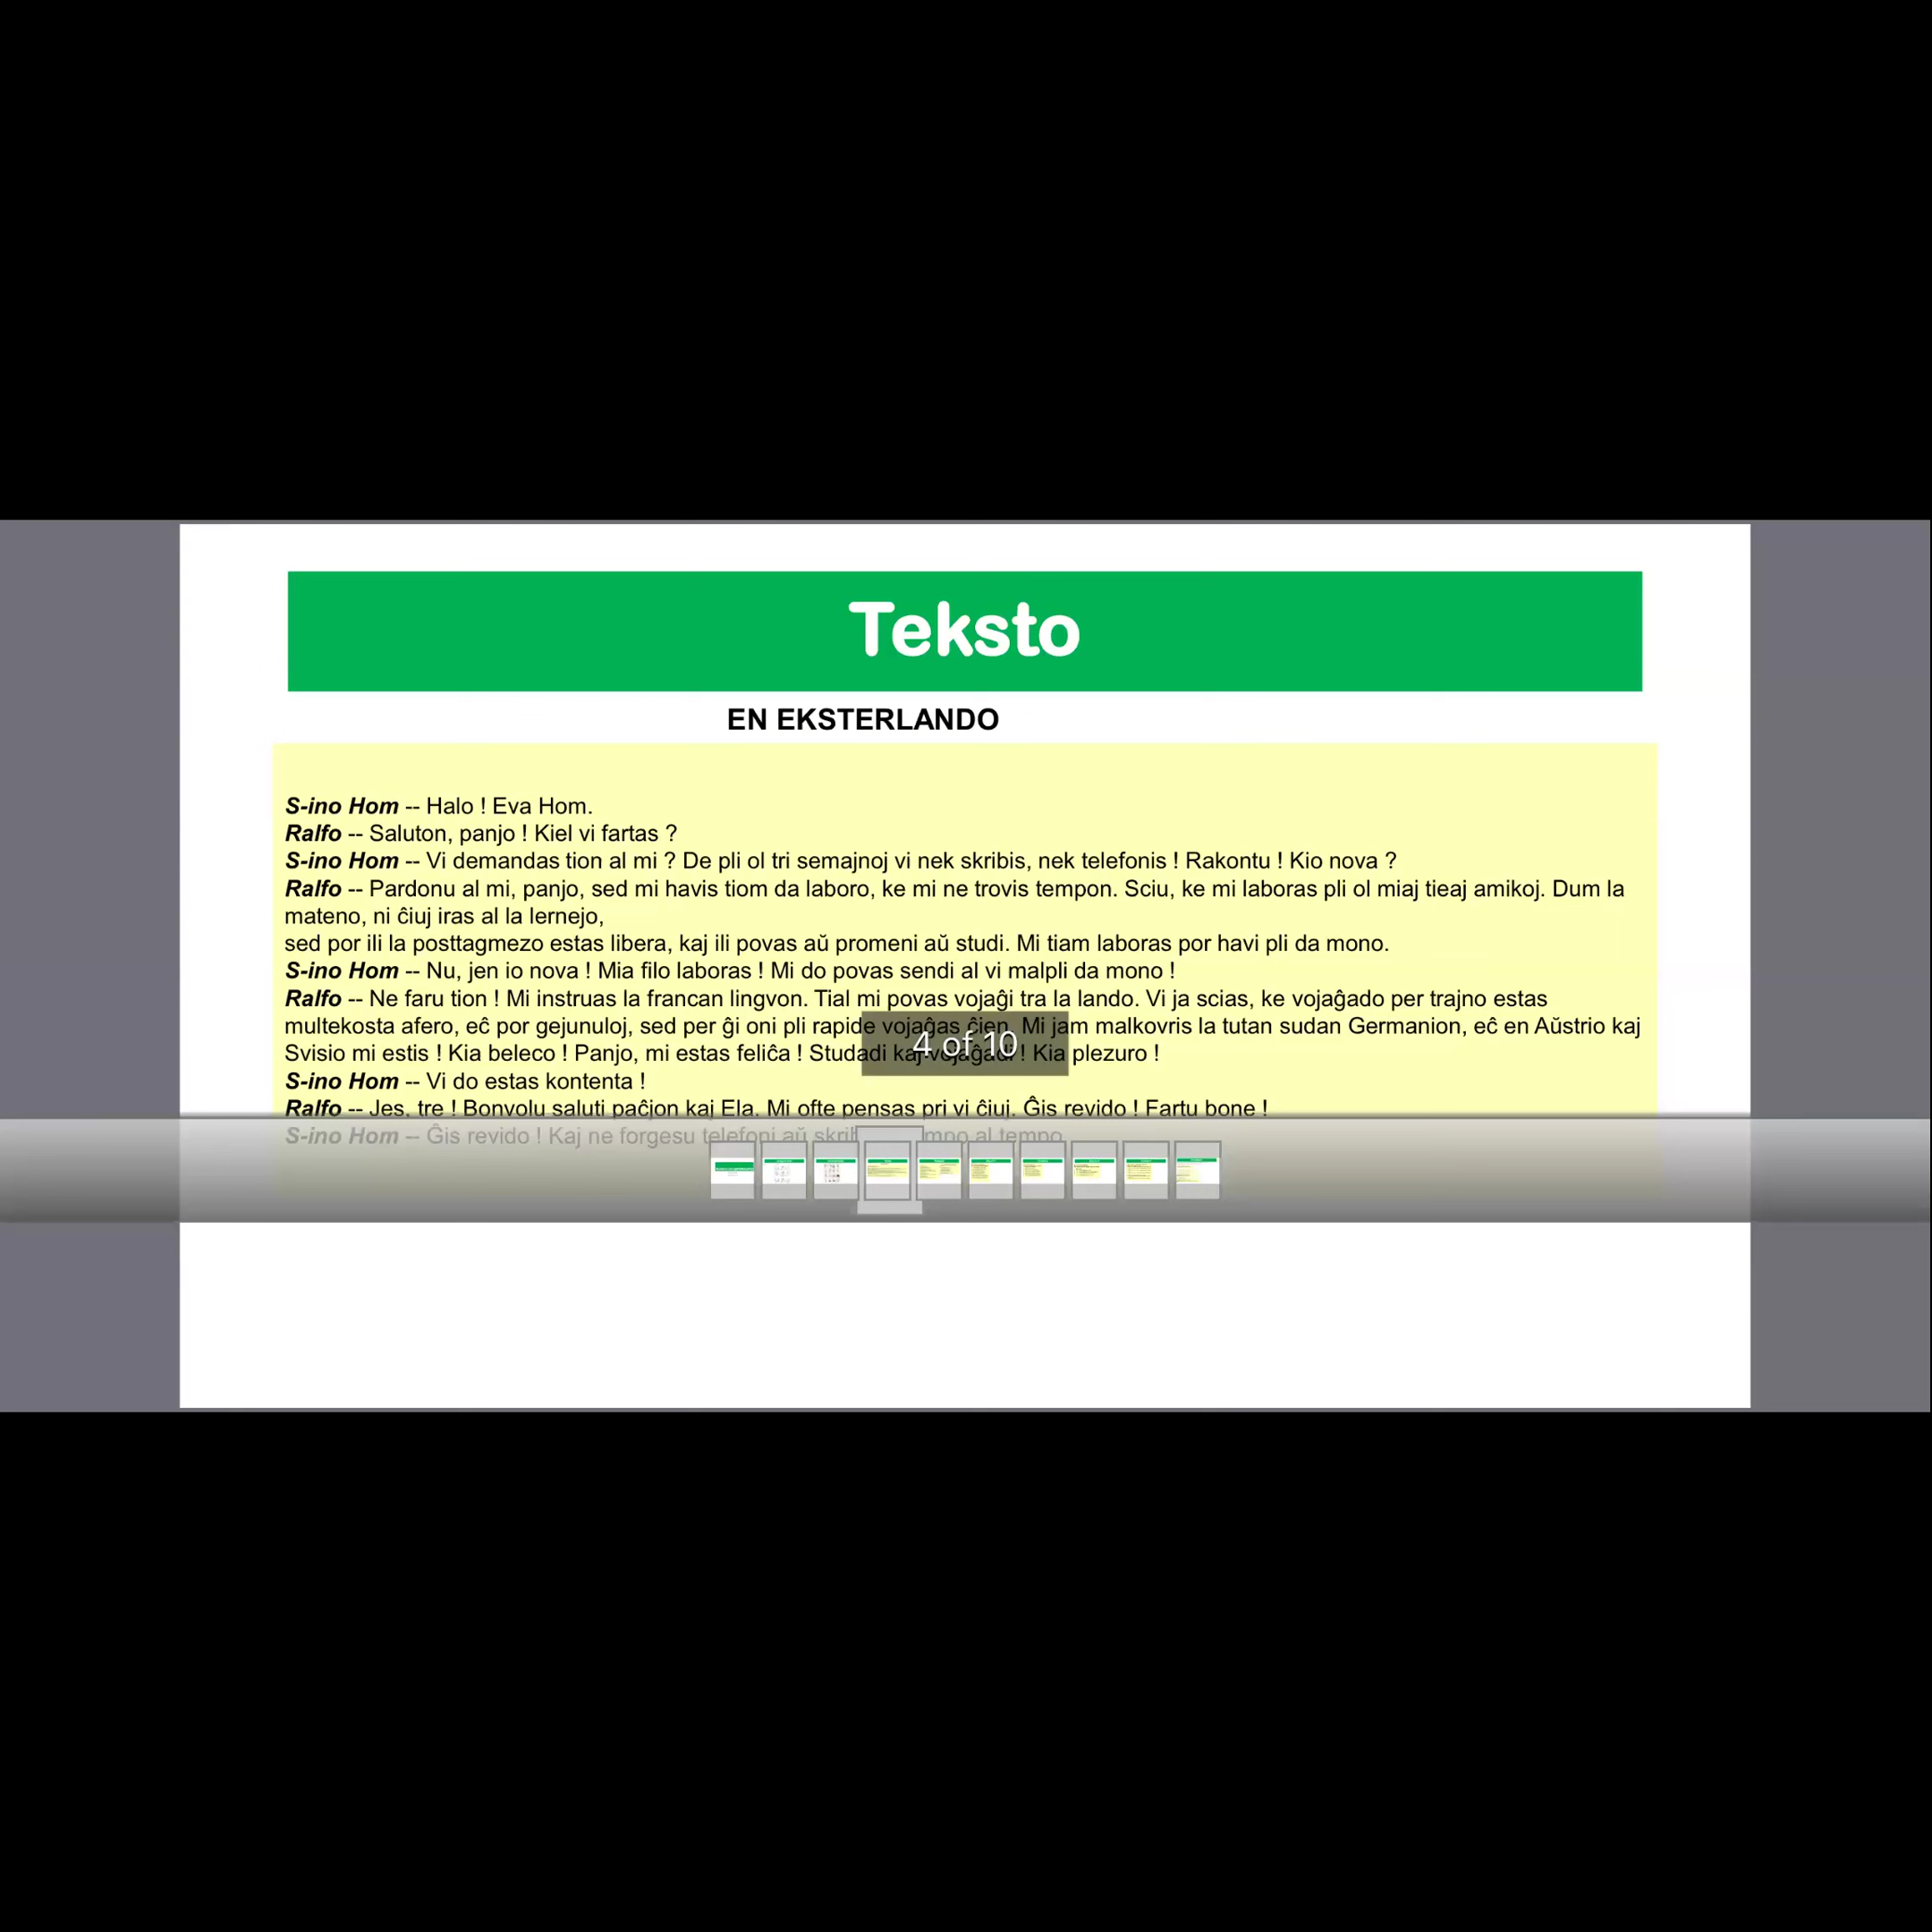 Teksto
EN EKSTERLANDO
S-ino Hom -- Halo ! Eva Hom.
Ralfo -- Saluton, panjo ! Kiel vi fartas ?
S-ino Hom -- Vi demandas tion al mi ? De pli ol tri semajnoj vi nek skribis, nek telefonis ! Rakontu ! Kio nova ?
Ralfo -- Pardonu al mi, panjo, sed mi havis tiom da laboro, ke mi ne trovis tempon. Sciu, ke mi laboras pli ol miaj tieaj amikoj. Dum la
mateno, ni ĉiuj iras al la lernejo,
sed por ili la posttagmezo estas libera, kaj ili povas aŭ promeni aŭ studi. Mi tiam laboras por havi pli da mono.
S-ino Hom -- Nu, jen io nova ! Mia filo laboras ! Mi do povas sendi al vi malpli da mono !
Ralfo -- Ne faru tion ! Mi instruas la francan lingvon. Tial mi povas vojaĝi tra la lando. Vi ja scias, ke vojaĝado per trajno estas
multekosta afero, eĉ por gejunuloj, sed per ĝi oni pli rapide vojaĝas ĉien. Mi jam malkovris la tutan sudan Germanion, eĉ en Aŭstrio kaj
Svisio mi estis ! Kia beleco ! Panjo, mi estas feliĉa ! Studadi kaj vojaĝadi ! Kia plezuro !
4 of 10
S-ino Hom -- Vi do estas kontenta !
Ralfo -- Jes, tre ! Bonvolu saluti paĉjon kaj Ela. Mi ofte pensas pri vi ĉiuj. Ĝis revido ! Fartu bone !
S-ino Hom -- Ĝis revido ! Kaj ne forgesu telefoni aŭ al tempo